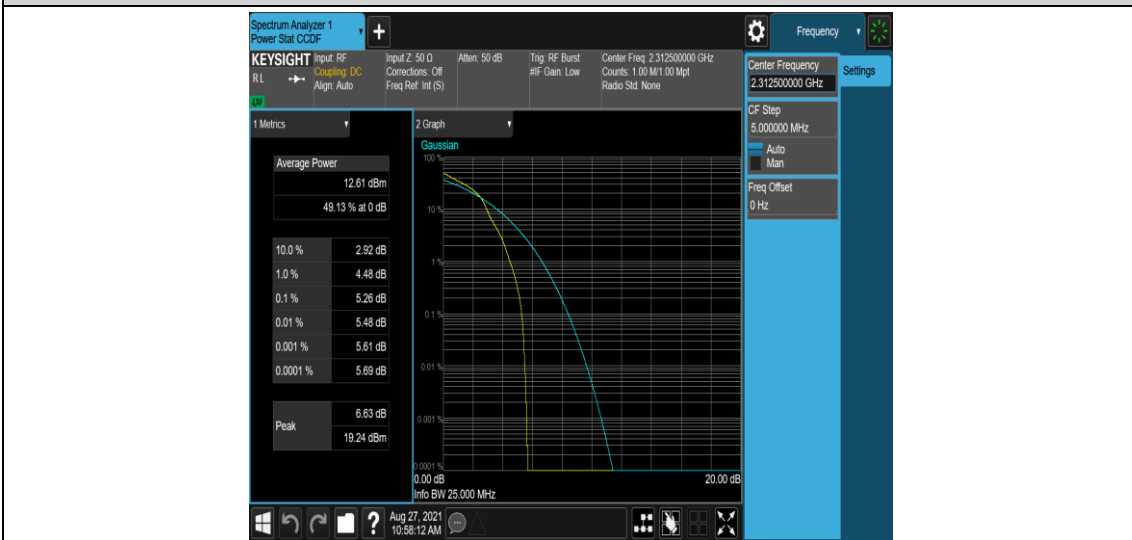 Spectrum Analyzer 1
Power Stat CCDF
+
Frequency
KEYSIGHT
Input: RF
Coupling: DC
Align: Auto
RL
LXI
Input Z: 50 Ω
Corrections: Off
Freq Ref: Int (S)
Atten: 50 dB
Trig: RF Burst
#IF Gain: Low
Center Freq: 2.312500000 GHz
Counts: 1.00 M/1.00 Mpt
Radio Std: None
Center Frequency
2.312500000 GHz
Settings
CF Step
5.000000 MHz
Auto
Man
Freq Offset
0 Hz
1 Metrics
Average Power
12.61 dBm
49.13 % at 0 dB
10.0 % 2.92 dB
1.0 % 4.48 dB
0.1 % 5.26 dB
0.01 % 5.48 dB
0.001 % 5.61 dB
0.0001 % 5.69 dB
Peak
6.63 dB
19.24 dBm
2 Graph
Gaussian
100 %
10 %
1 %
0.1 %
0.01 %
0.001 %
0.0001 %
0.00 dB 20.00 dB
Info BW 25.000 MHz
?
Aug 27, 2021
10:58:12 AM